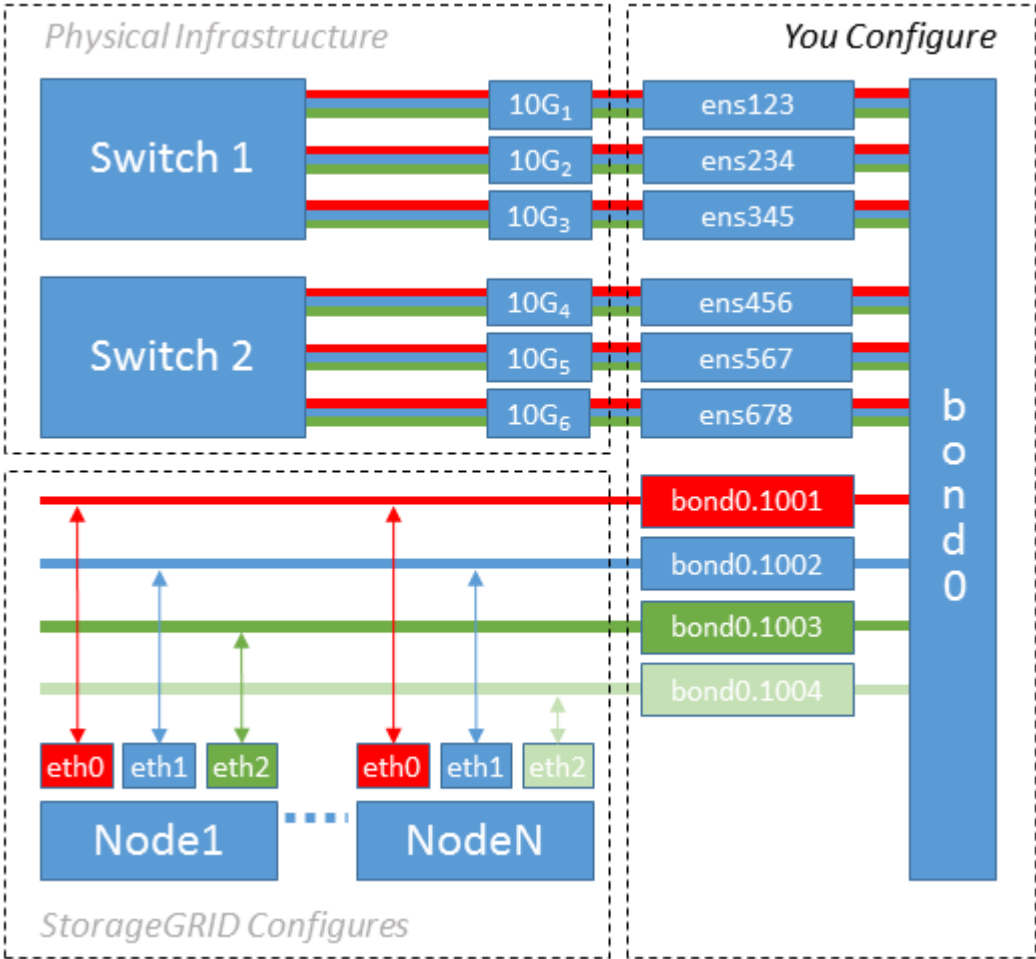 Physical Infrastructure
You Configure
Switch 1
10G₁
ens123
10G₂
ens234
10G₃
ens345
Switch 2
10G₄
ens456
10G₅
ens567
10G₆
ens678
bond0
bond0.1001
bond0.1002
bond0.1003
bond0.1004
eth0 eth1 eth2
eth0 eth1 eth2
Node1
NodeN
StorageGRID Configures